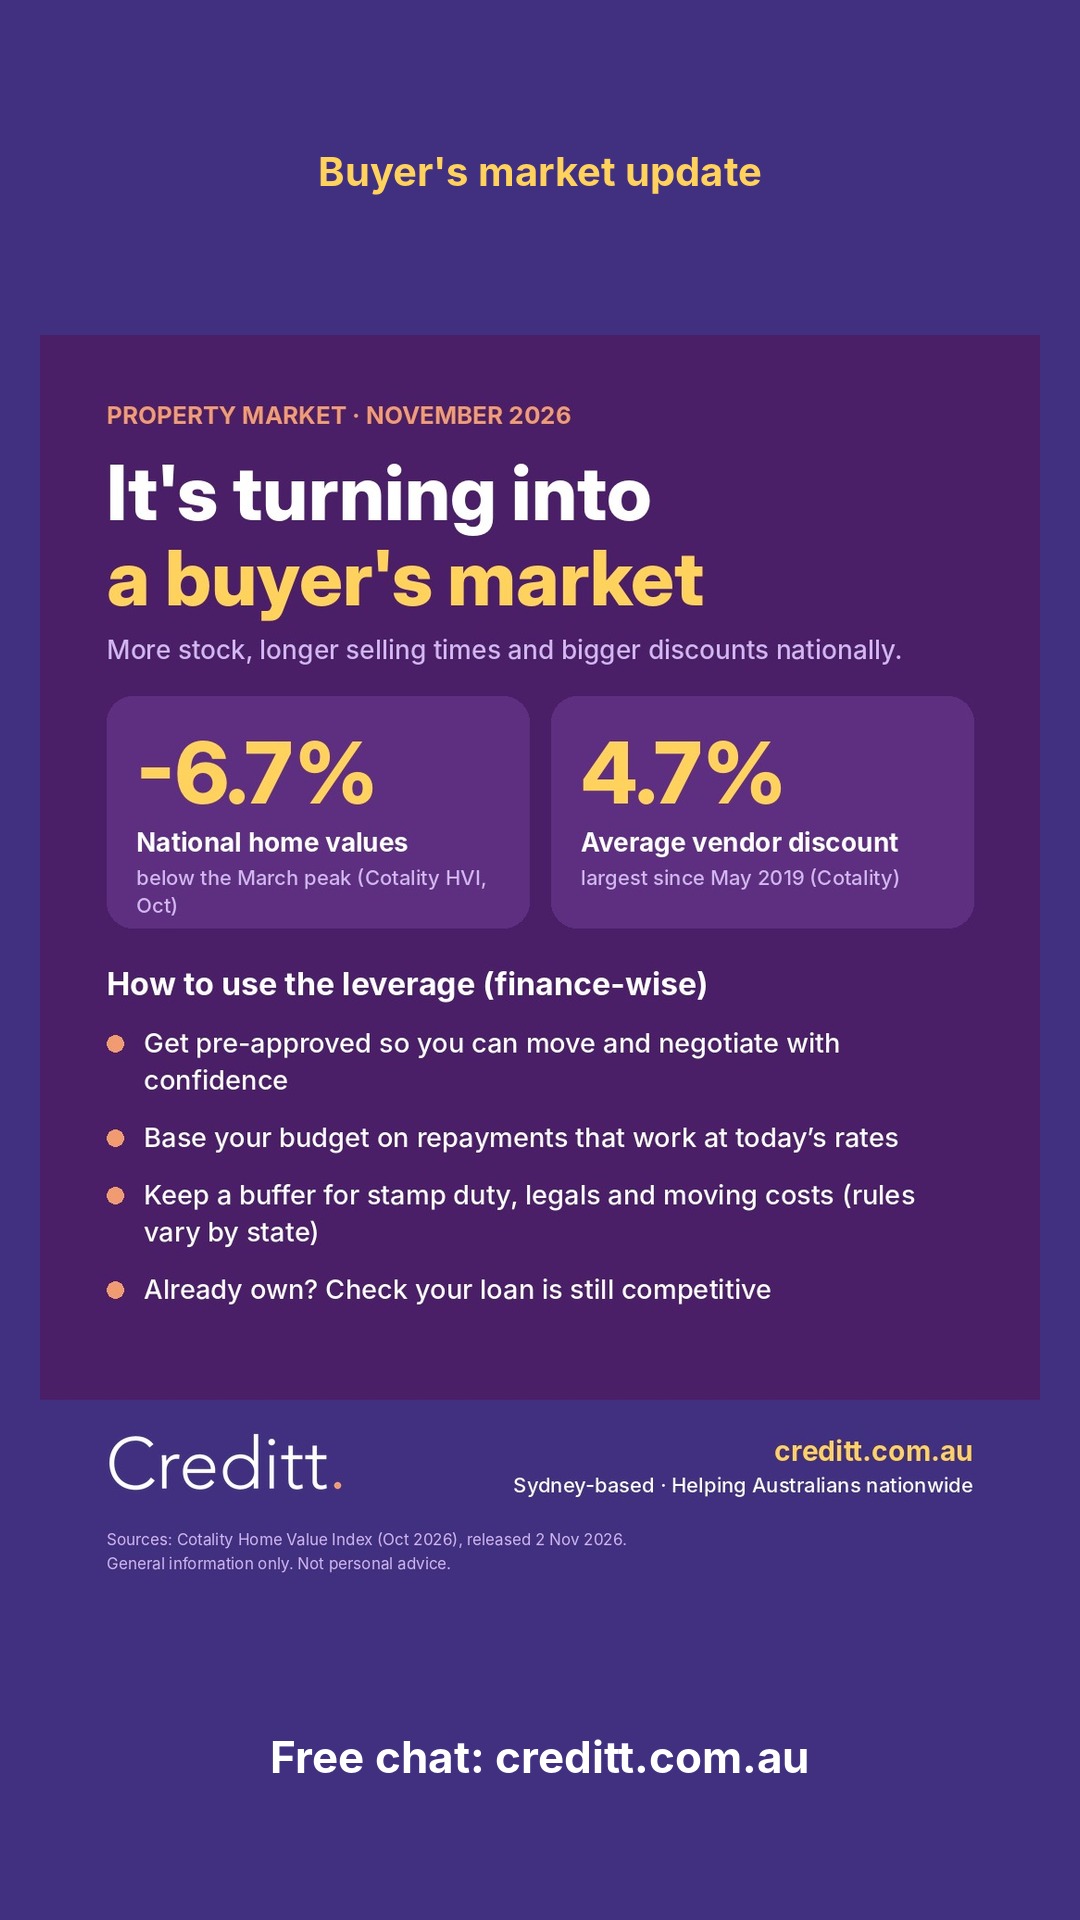 Buyer's market update
PROPERTY MARKET · NOVEMBER 2026
It's turning into
a buyer's market
More stock, longer selling times and bigger discounts nationally.
-6.7%
National home values
below the March peak (Cotality HVI,
Oct)
4.7%
Average vendor discount
largest since May 2019 (Cotality)
How to use the leverage (finance-wise)
Get pre-approved so you can move and negotiate with
confidence
Base your budget on repayments that work at today’s rates
Keep a buffer for stamp duty, legals and moving costs (rules
vary by state)
Already own? Check your loan is still competitive
Creditt.
creditt.com.au
Sydney-based · Helping Australians nationwide
Sources: Cotality Home Value Index (Oct 2026), released 2 Nov 2026.
General information only. Not personal advice.
Free chat: creditt.com.au